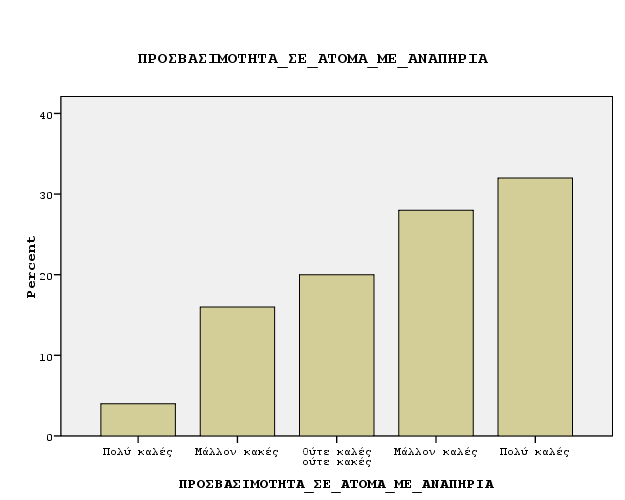 ΠΡΟΣΒΑΣΙΜΟΤΗΤΑ_ΣΕ_ΑΤΟΜΑ_ΜΕ_ΑΝΑΠΗΡΙΑ
40
30
20
10
0
Percent
Πολύ καλές
Μάλλον κακές
Ούτε καλές
ούτε κακές
Μάλλον καλές
Πολύ καλές
ΠΡΟΣΒΑΣΙΜΟΤΗΤΑ_ΣΕ_ΑΤΟΜΑ_ΜΕ_ΑΝΑΠΗΡΙΑ